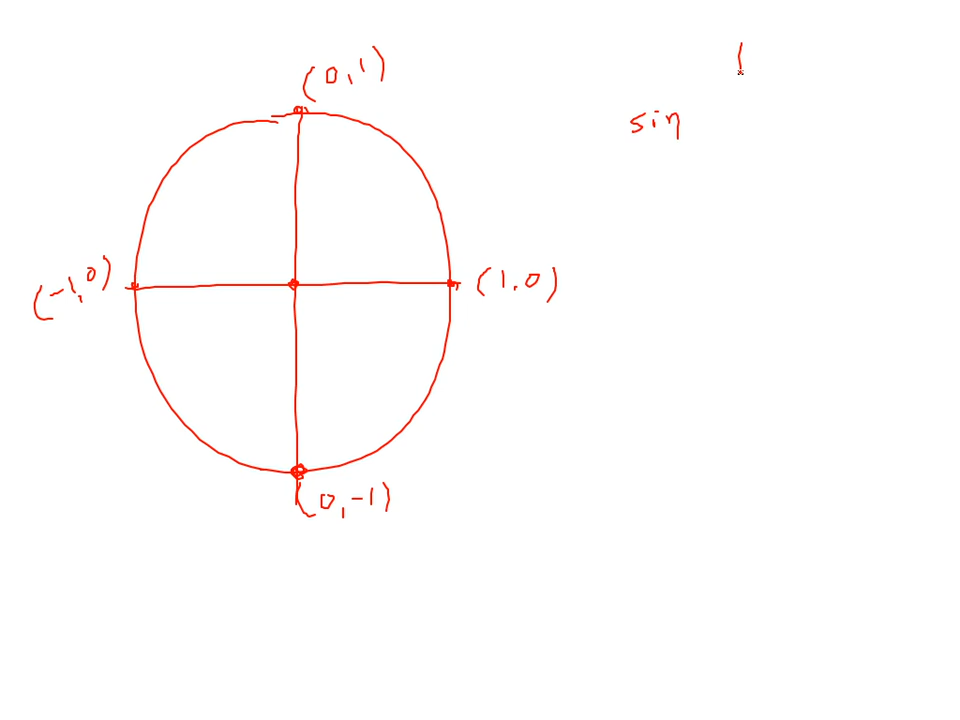 (0,1)
sin
(-1,0)
(1.0)
(0,-1)